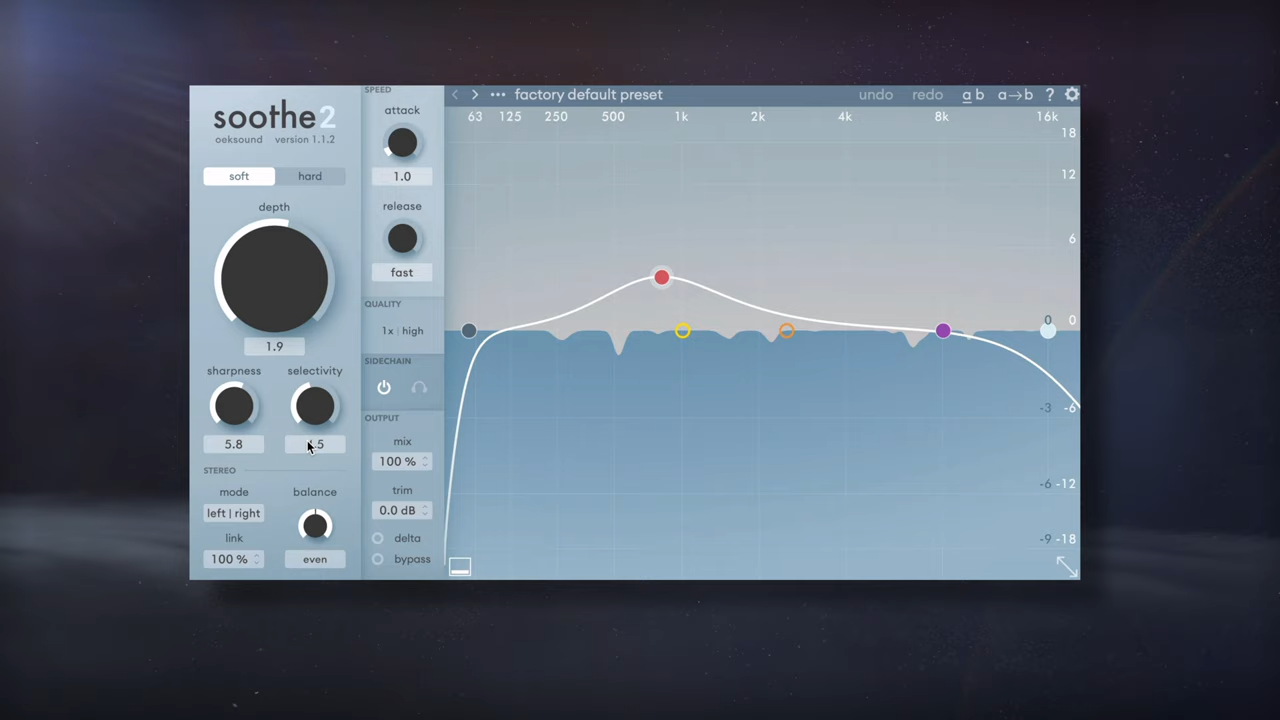 soothe2
oeksound version 1.1.2
soft hard
depth
1.9
sharpness selectivity
5.8
STEREO
mode balance
left | right
link
100 % even
SPEED
attack
1.0
release
fast
QUALITY
1x | high
SIDECHAIN
OUTPUT
mix
100 %
trim
0.0 dB
delta
bypass
< > ••• factory default preset undo redo a b a→b ?
63 125 250 500 1k 2k 4k 8k 16k
18
12
6
0 0
-3 -6
-6 -12
-9 -18